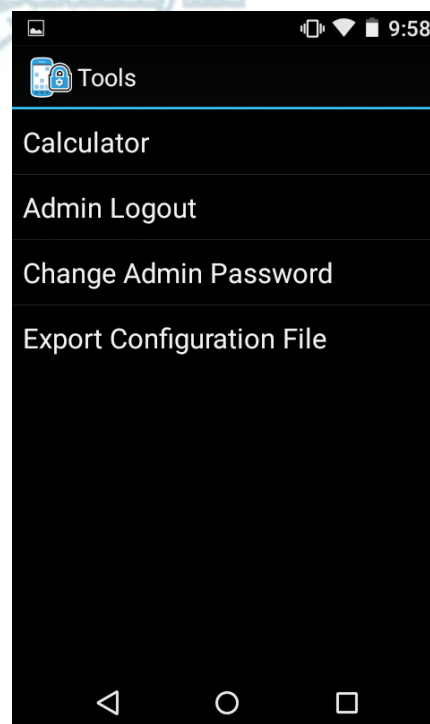 9:58
Tools
Calculator
Admin Logout
Change Admin Password
Export Configuration File